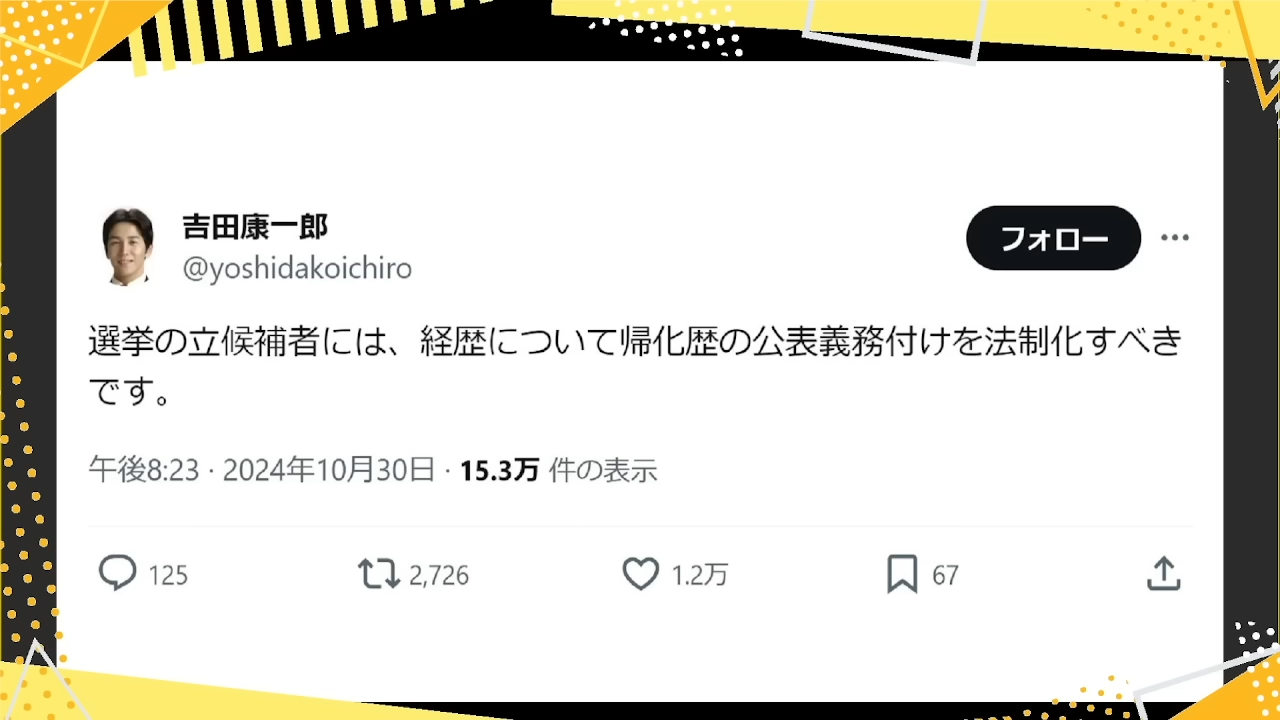 吉田康一郎
@yoshidakoichiro
フォロー
選挙の立候補者には、経歴について帰化歴の公表義務付けを法制化すべき
です。
午後8:23 · 2024年10月30日 · 15.3万 件の表示
125 2,726 1.2万 67